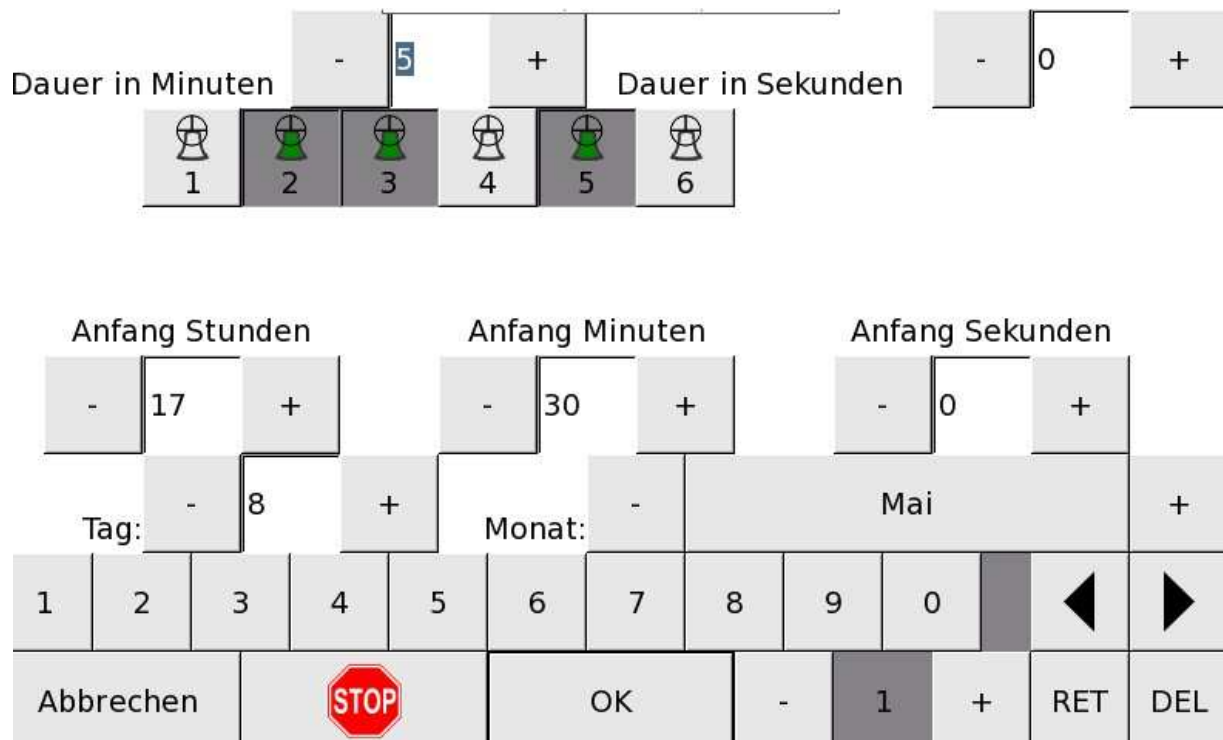 - 5 + - 0 +
Dauer in Minuten Dauer in Sekunden
1 2 3 4 5 6
Anfang Stunden Anfang Minuten Anfang Sekunden
- 17 + - 30 + - 0 +
Tag: - 8 + Monat: - Mai +
1 2 3 4 5 6 7 8 9 0
Abbrechen STOP OK - 1 + RET DEL